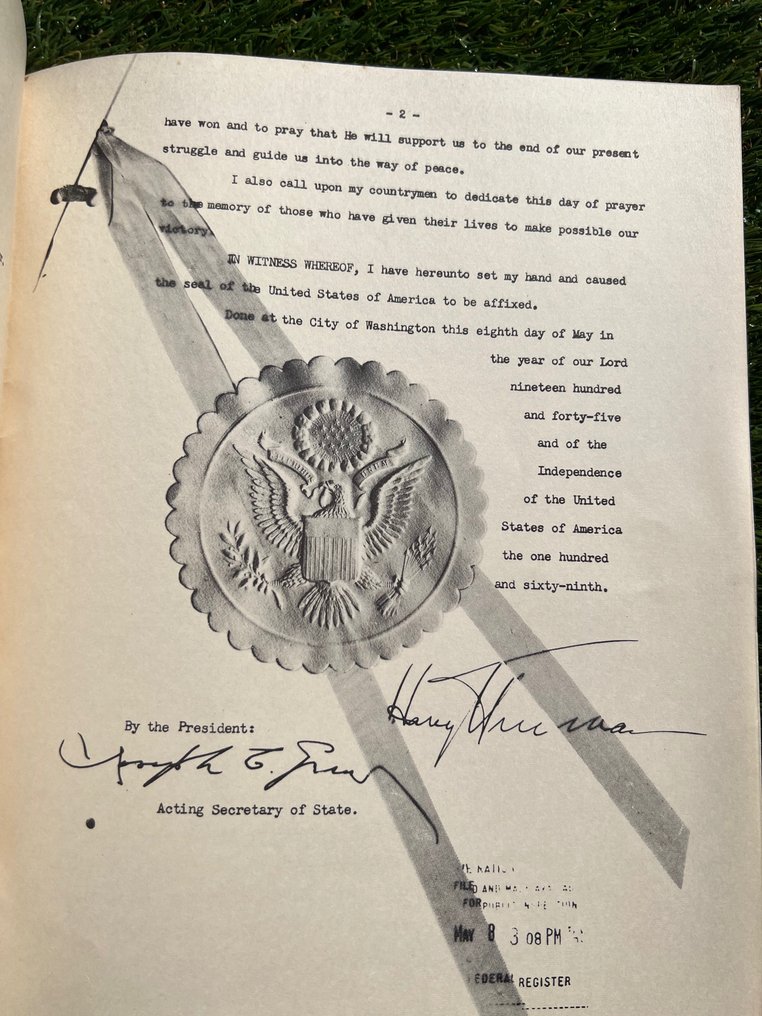 - 2 -
have won and to pray that He will support us to the end of our present
struggle and guide us into the way of peace.
I also call upon my countrymen to dedicate this day of prayer
to the memory of those who have given their lives to make possible our
victory.
IN WITNESS WHEREOF, I have hereunto set my hand and caused
the seal of the United States of America to be affixed.
Done at the City of Washington this eighth day of May in
the year of our Lord
nineteen hundred
and forty-five
and of the
Independence
of the United
States of America
the one hundred
and sixty-ninth.
Harry Truman
By the President:
Joseph C. Grew
Acting Secretary of State.
FILED AND
FOR PUBLIC
MAY 8 3 08 PM
FEDERAL REGISTER